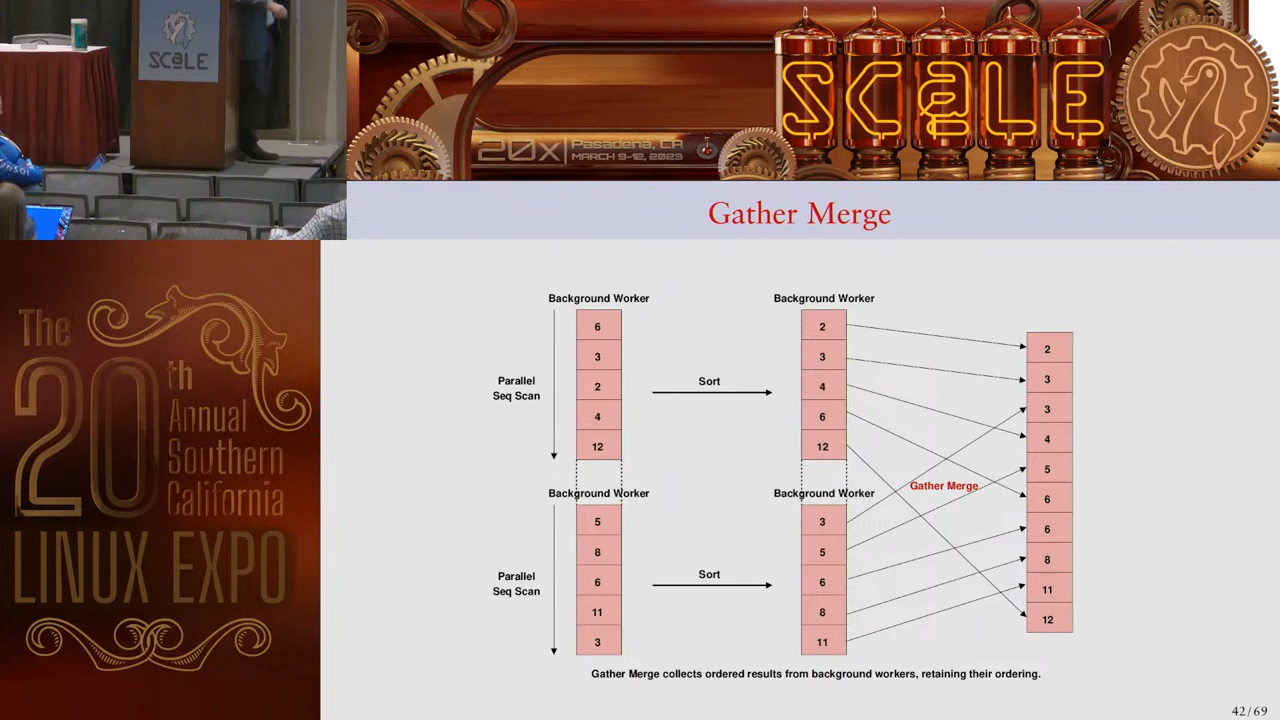 SCaLE
SCaLE
20x
Pasadena, CA
MARCH 9-12, 2023
Gather Merge
The
20th
Annual
Southern
California
LINUX EXPO
Background Worker
Background Worker
Parallel
Seq Scan
6
3
2
4
12
Sort
2
3
4
6
12
Background Worker
Background Worker
Parallel
Seq Scan
5
8
6
11
3
Sort
3
5
6
8
11
Gather Merge
2
3
3
4
5
6
6
8
11
12
Gather Merge collects ordered results from background workers, retaining their ordering.
42/69